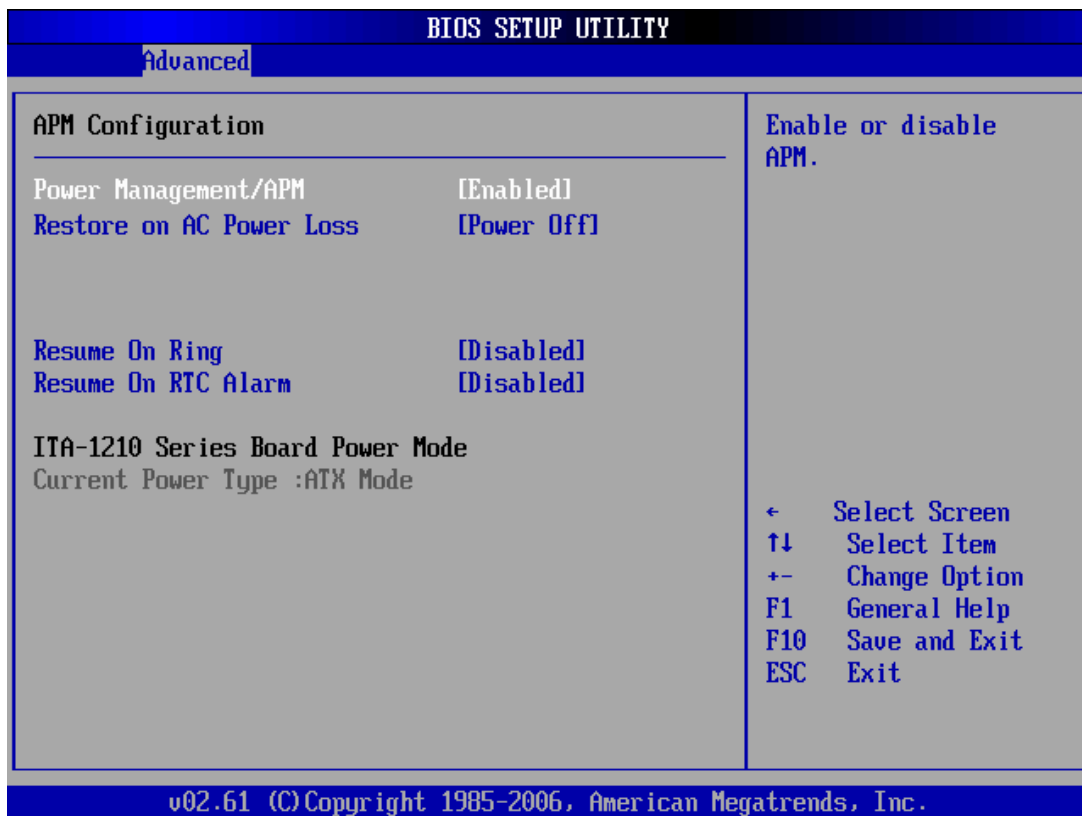 BIOS SETUP UTILITY
Advanced
APM Configuration
Power Management/APM [Enabled]
Restore on AC Power Loss [Power Off]
Resume On Ring [Disabled]
Resume On RTC Alarm [Disabled]
ITA-1210 Series Board Power Mode
Current Power Type :ATX Mode
Enable or disable
APM.
← Select Screen
↑↓ Select Item
+- Change Option
F1 General Help
F10 Save and Exit
ESC Exit
v02.61 (C)Copyright 1985-2006, American Megatrends, Inc.